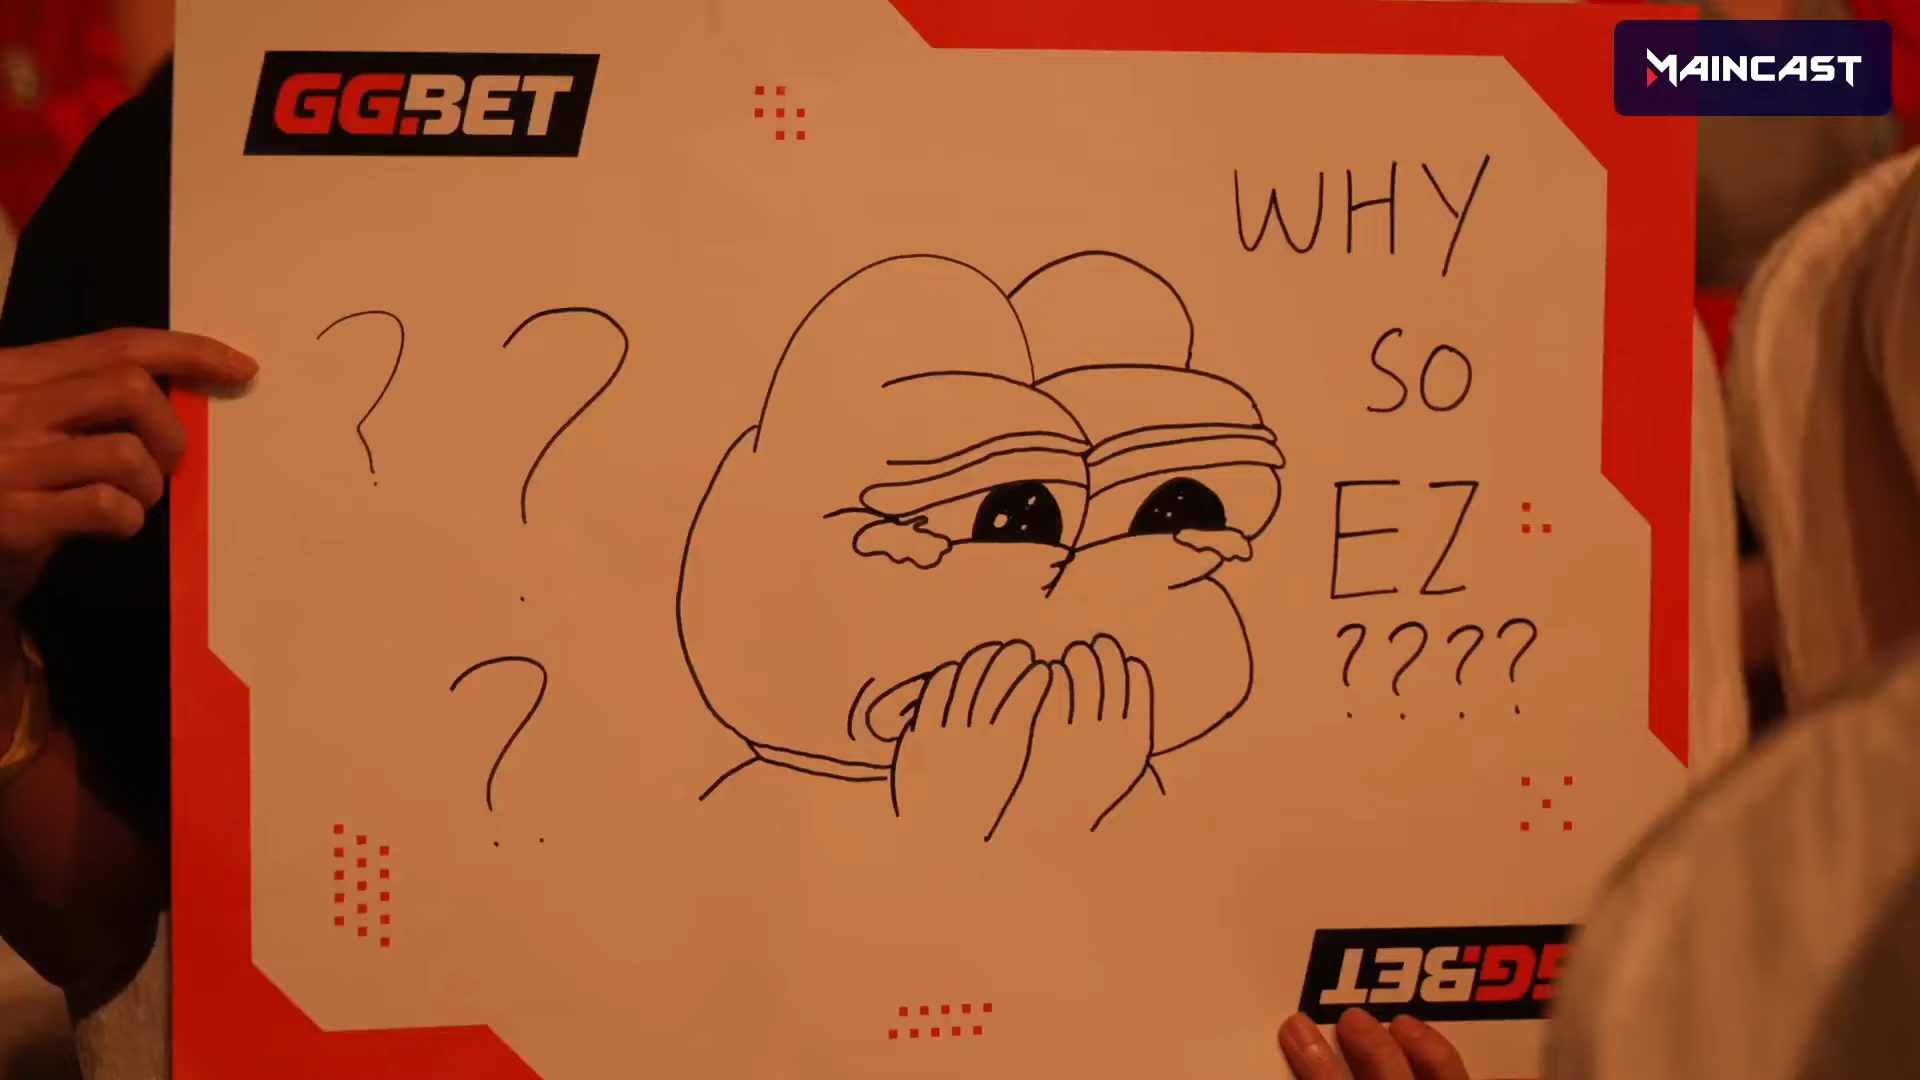 GG.BET
MAINCAST
WHY
SO
EZ
????
? ?
?
GG.BET